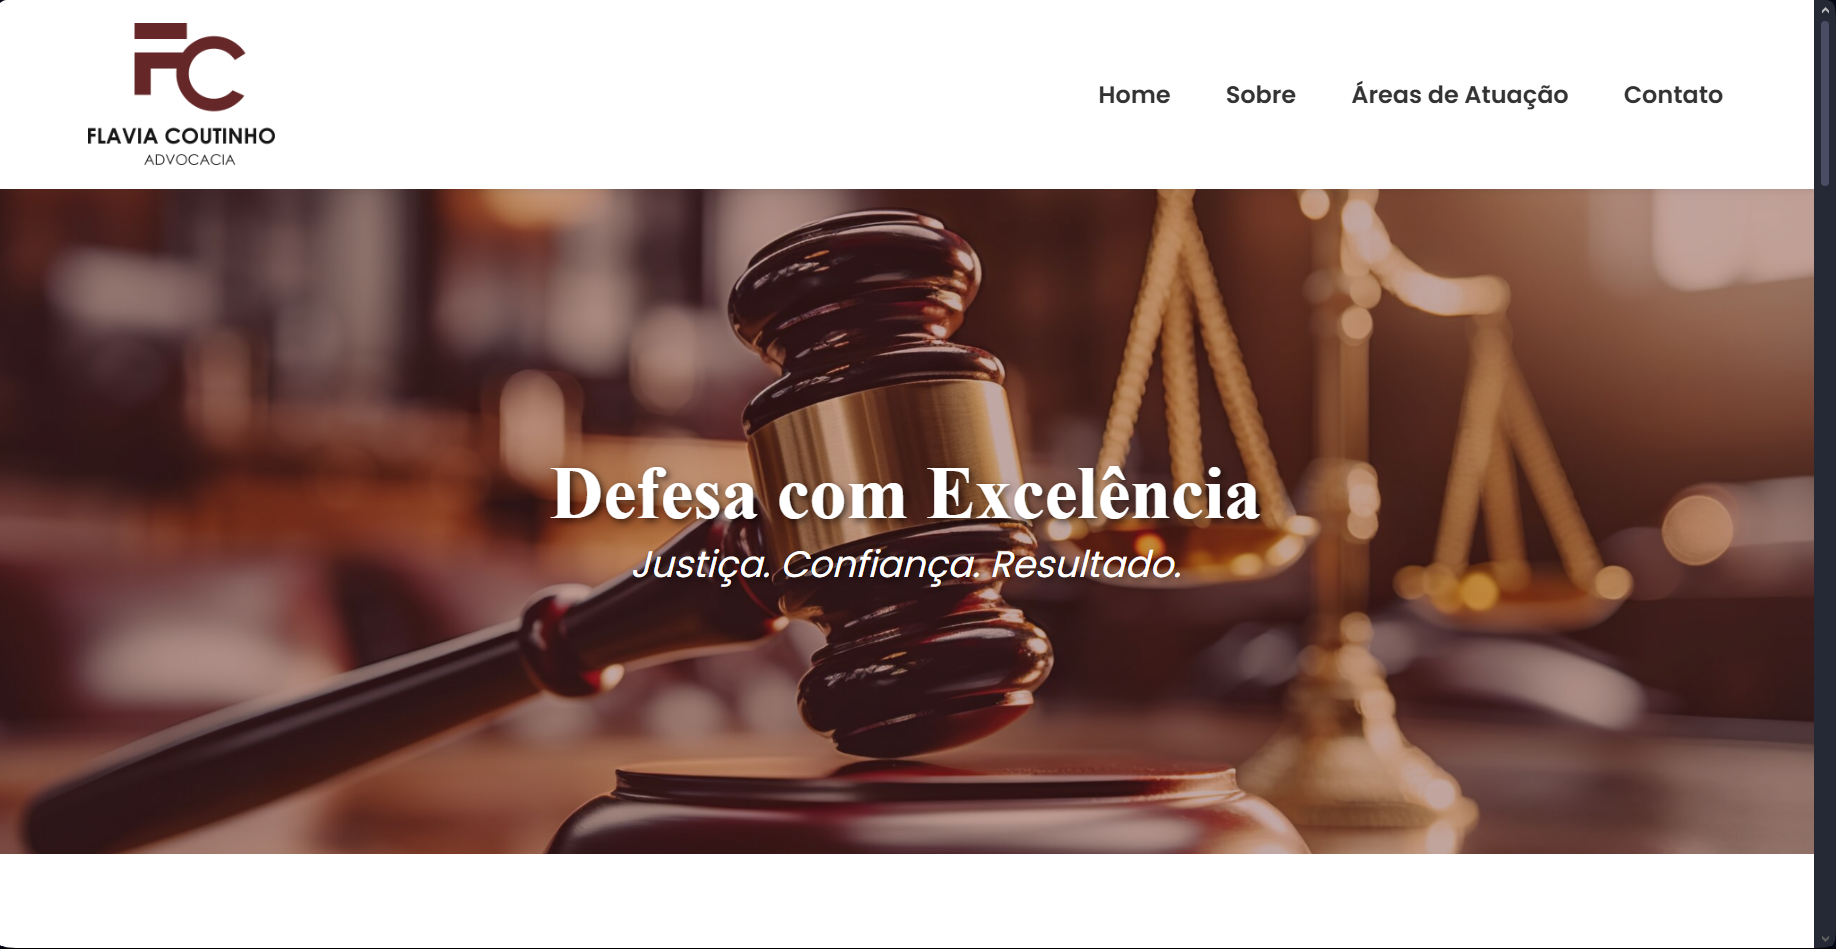 FC
FLAVIA COUTINHO
ADVOCACIA
Home Sobre Áreas de Atuação Contato
Defesa com Excelência
Justiça. Confiança. Resultado.